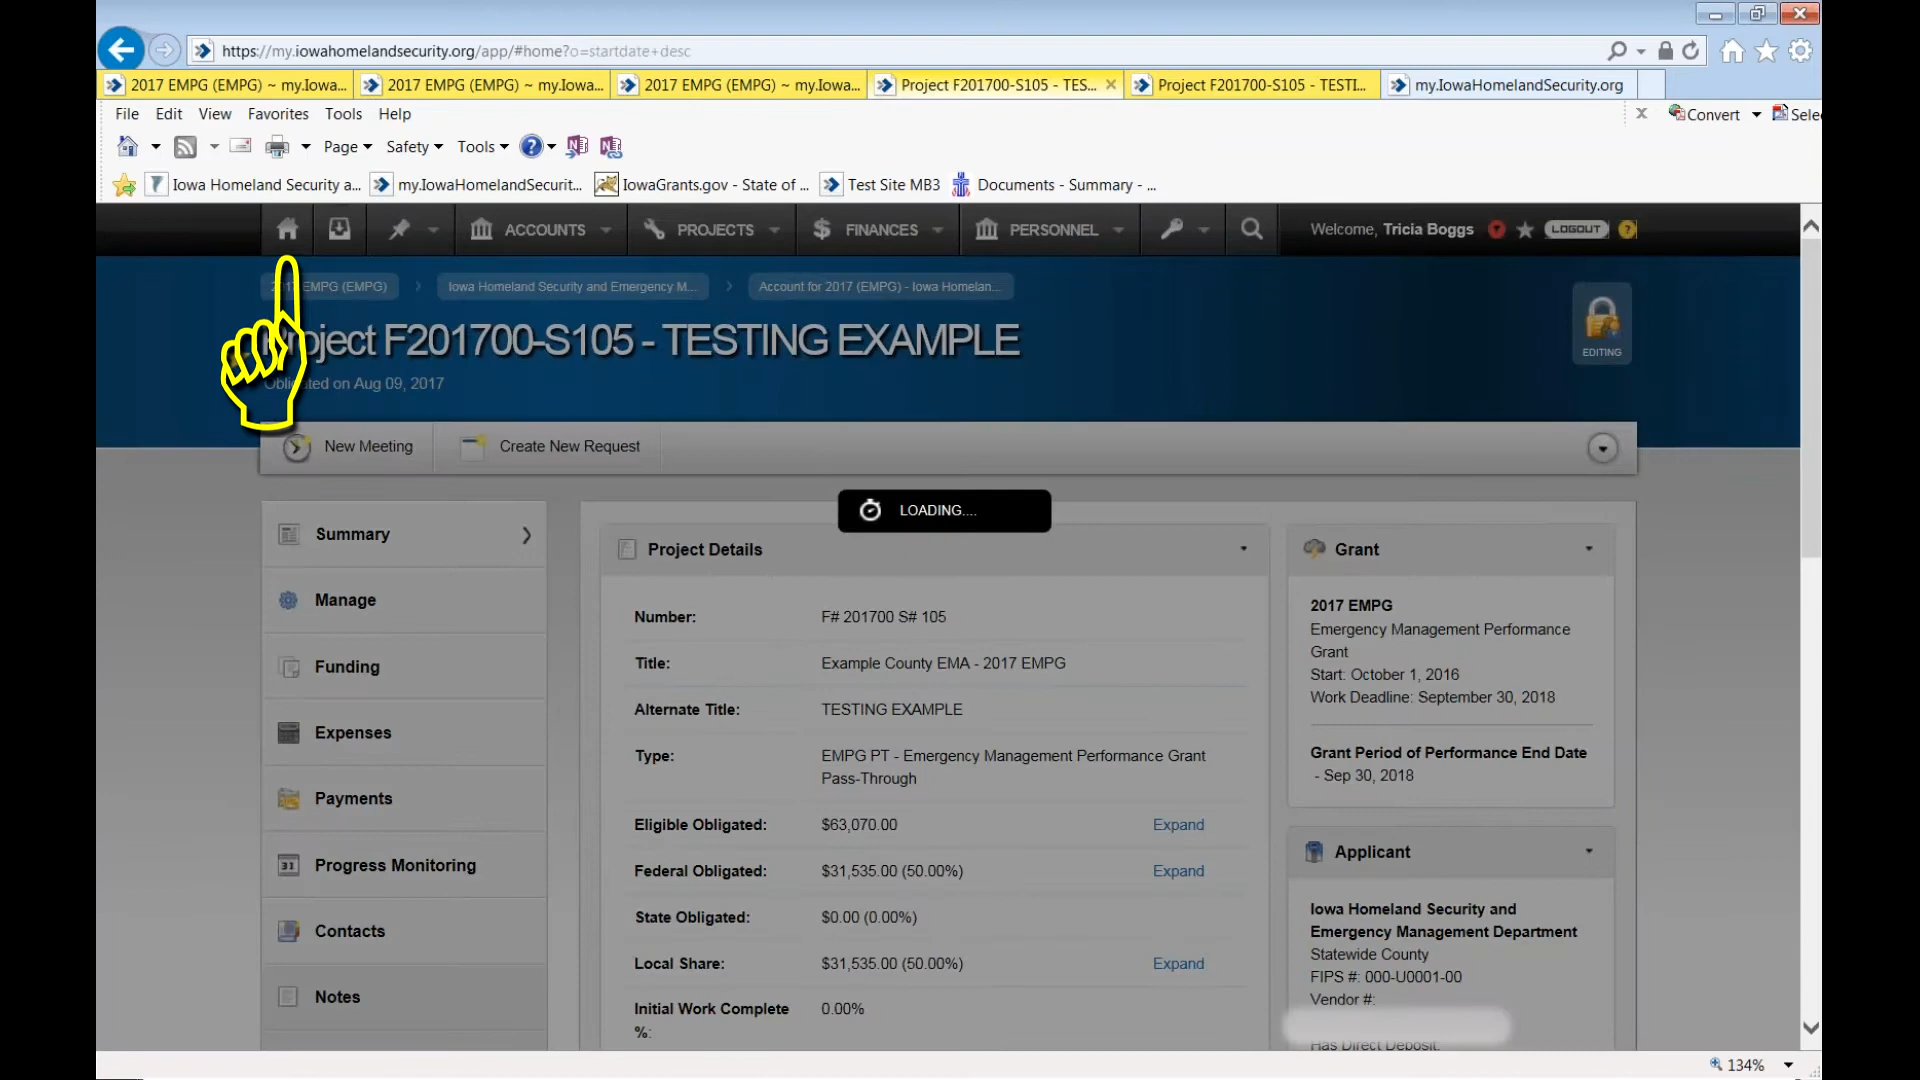 https://my.iowahomelandsecurity.org/app/#home?o=startdate+desc
2017 EMPG (EMPG) ~ my.Iowa...
2017 EMPG (EMPG) ~ my.Iowa...
2017 EMPG (EMPG) ~ my.Iowa...
Project F201700-S105 - TES...
Project F201700-S105 - TESTI...
my.IowaHomelandSecurity.org
File Edit View Favorites Tools Help
Convert
Sele
Page Safety Tools
Iowa Homeland Security a...
my.IowaHomelandSecurit...
IowaGrants.gov - State of ...
Test Site MB3
Documents - Summary - ...
ACCOUNTS
PROJECTS
FINANCES
PERSONNEL
Welcome, Tricia Boggs
LOGOUT
EMPG (EMPG)
Iowa Homeland Security and Emergency M...
Account for 2017 (EMPG) - Iowa Homelan...
Project F201700-S105 - TESTING EXAMPLE
Obligated on Aug 09, 2017
EDITING
New Meeting
Create New Request
LOADING....
Summary
Manage
Funding
Expenses
Payments
31
Progress Monitoring
Contacts
Notes
Project Details
Number: F# 201700 S# 105
Title: Example County EMA - 2017 EMPG
Alternate Title: TESTING EXAMPLE
Type: EMPG PT - Emergency Management Performance Grant
Pass-Through
Eligible Obligated: $63,070.00 Expand
Federal Obligated: $31,535.00 (50.00%) Expand
State Obligated: $0.00 (0.00%)
Local Share: $31,535.00 (50.00%) Expand
Initial Work Complete 0.00%
%:
Grant
2017 EMPG
Emergency Management Performance
Grant
Start: October 1, 2016
Work Deadline: September 30, 2018
Grant Period of Performance End Date
- Sep 30, 2018
Applicant
Iowa Homeland Security and
Emergency Management Department
Statewide County
FIPS #: 000-U0001-00
Vendor #:
Has Direct Deposit:
134%